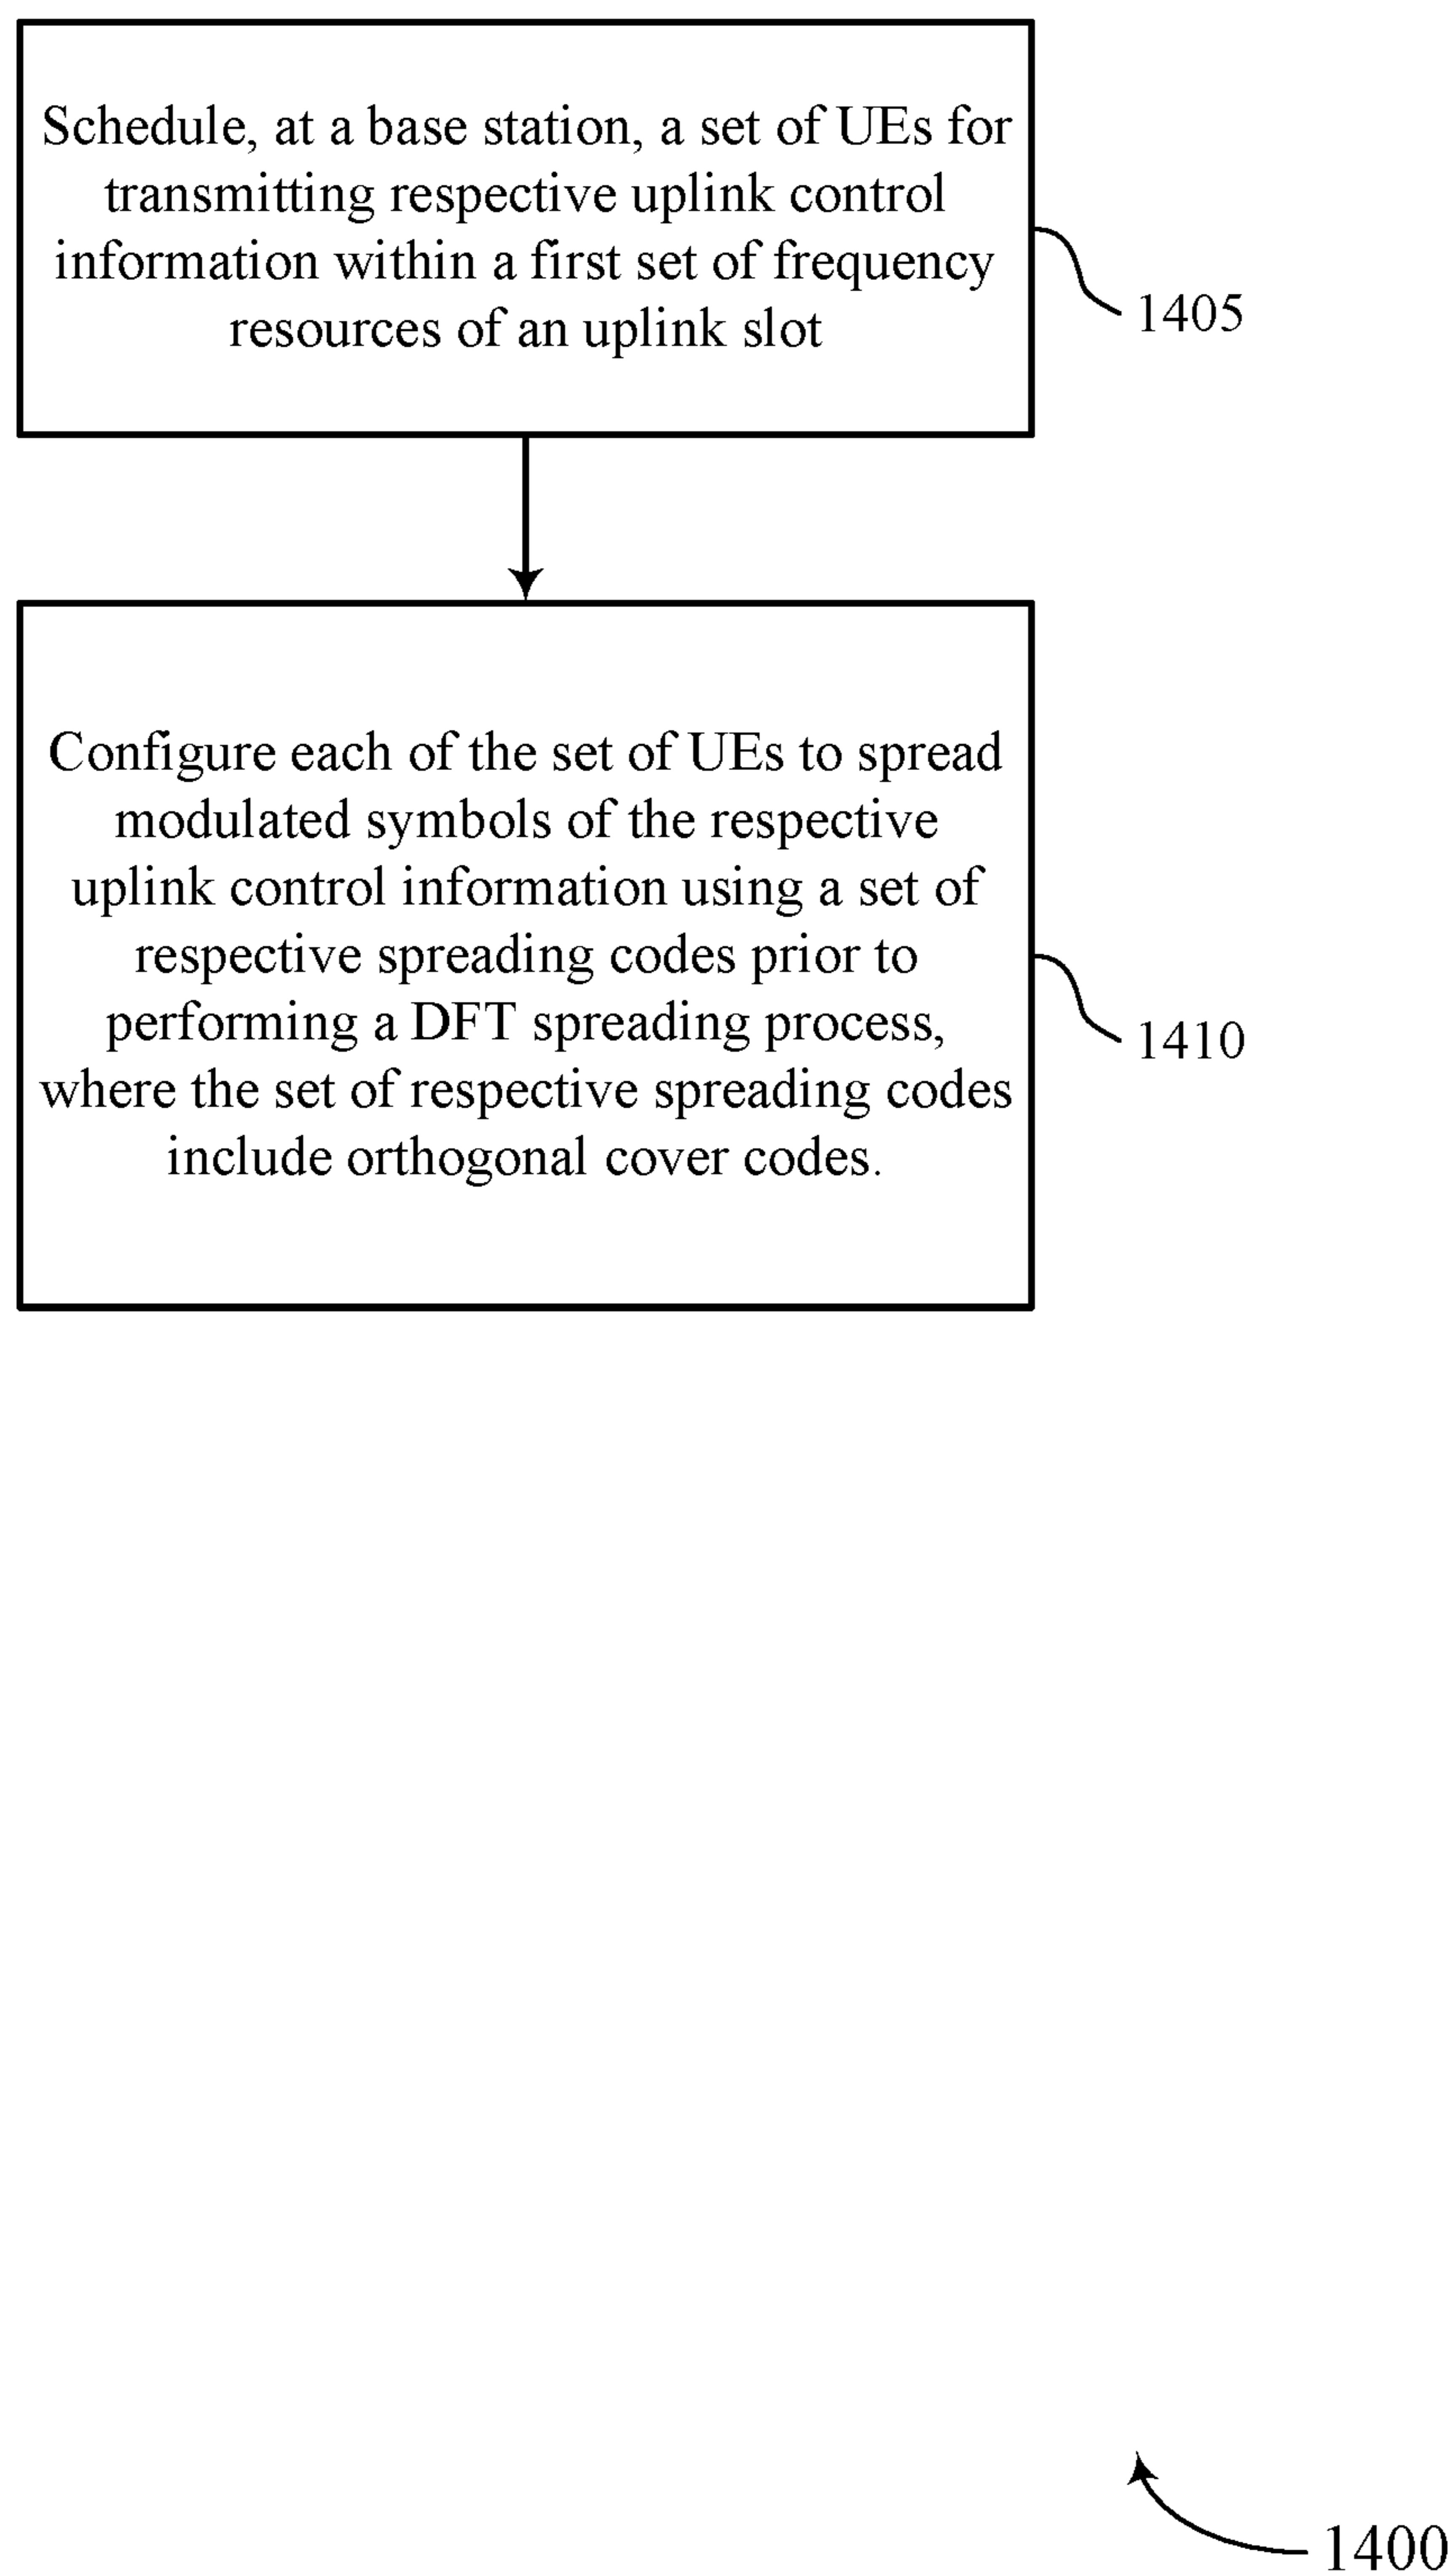 Schedule, at a base station, a set of UEs for
transmitting respective uplink control
information within a first set of frequency
resources of an uplink slot
1405
Configure each of the set of UEs to spread
modulated symbols of the respective
uplink control information using a set of
respective spreading codes prior to
performing a DFT spreading process,
where the set of respective spreading codes
include orthogonal cover codes.
1410
1400